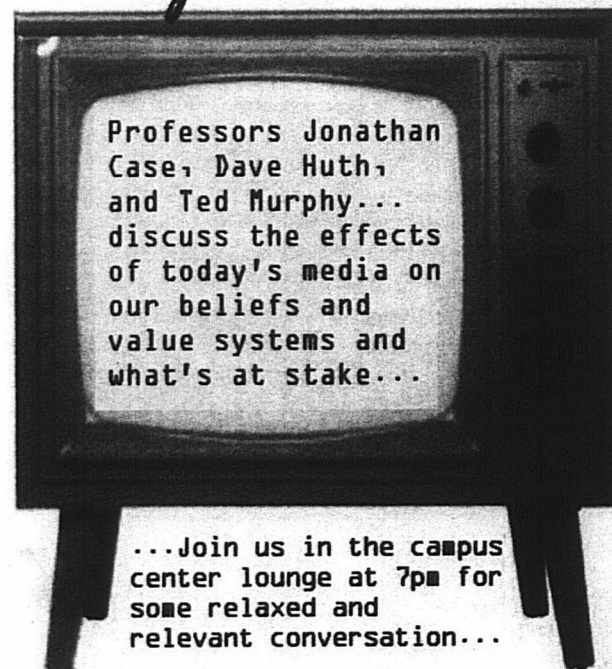 Professors Jonathan
Case, Dave Huth,
and Ted Murphy...
discuss the effects
of today's media on
our beliefs and
value systems and
what's at stake...
...Join us in the campus
center lounge at 7pm for
some relaxed and
relevant conversation...